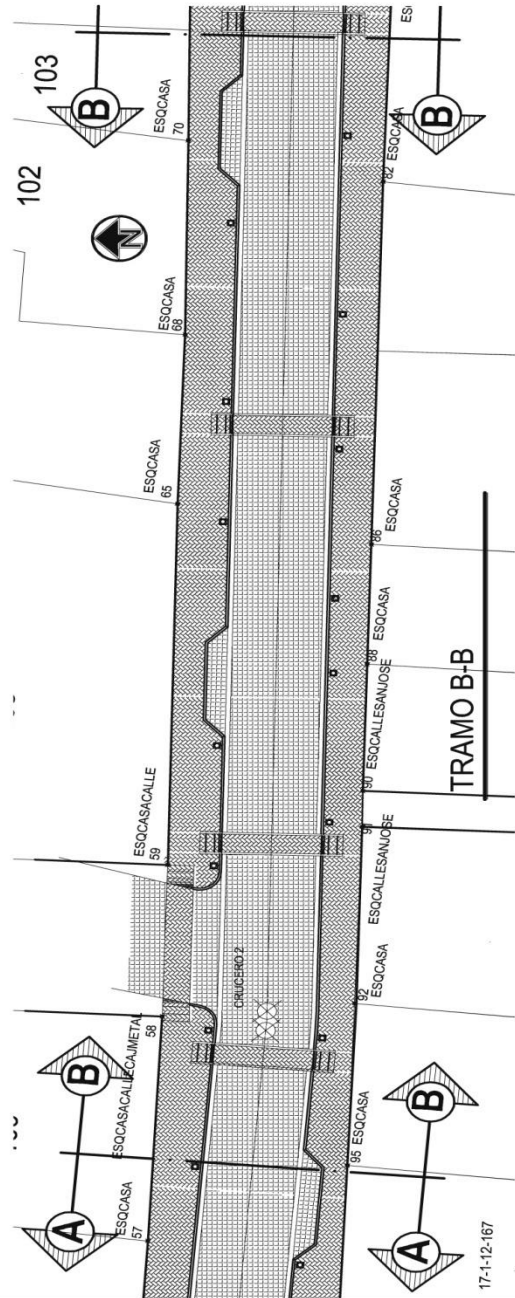 ESQ
103
B
B
ESQCASA
70
102
ESQCASA
82
N
ESQCASA
68
ESQCASA
65
ESQCASA
86
ESQCASA
88
TRAMO B-B
ESQCALLESANJOSE
90
91
ESQCASACALLE
59
ESQCALLESANJOSE
CRUCERO 2
ESQCASA
92
58
ESQCASACALLECAJMETAL
B
B
ESQCASA
95
ESQCASA
57
A
A
17-1-12-167